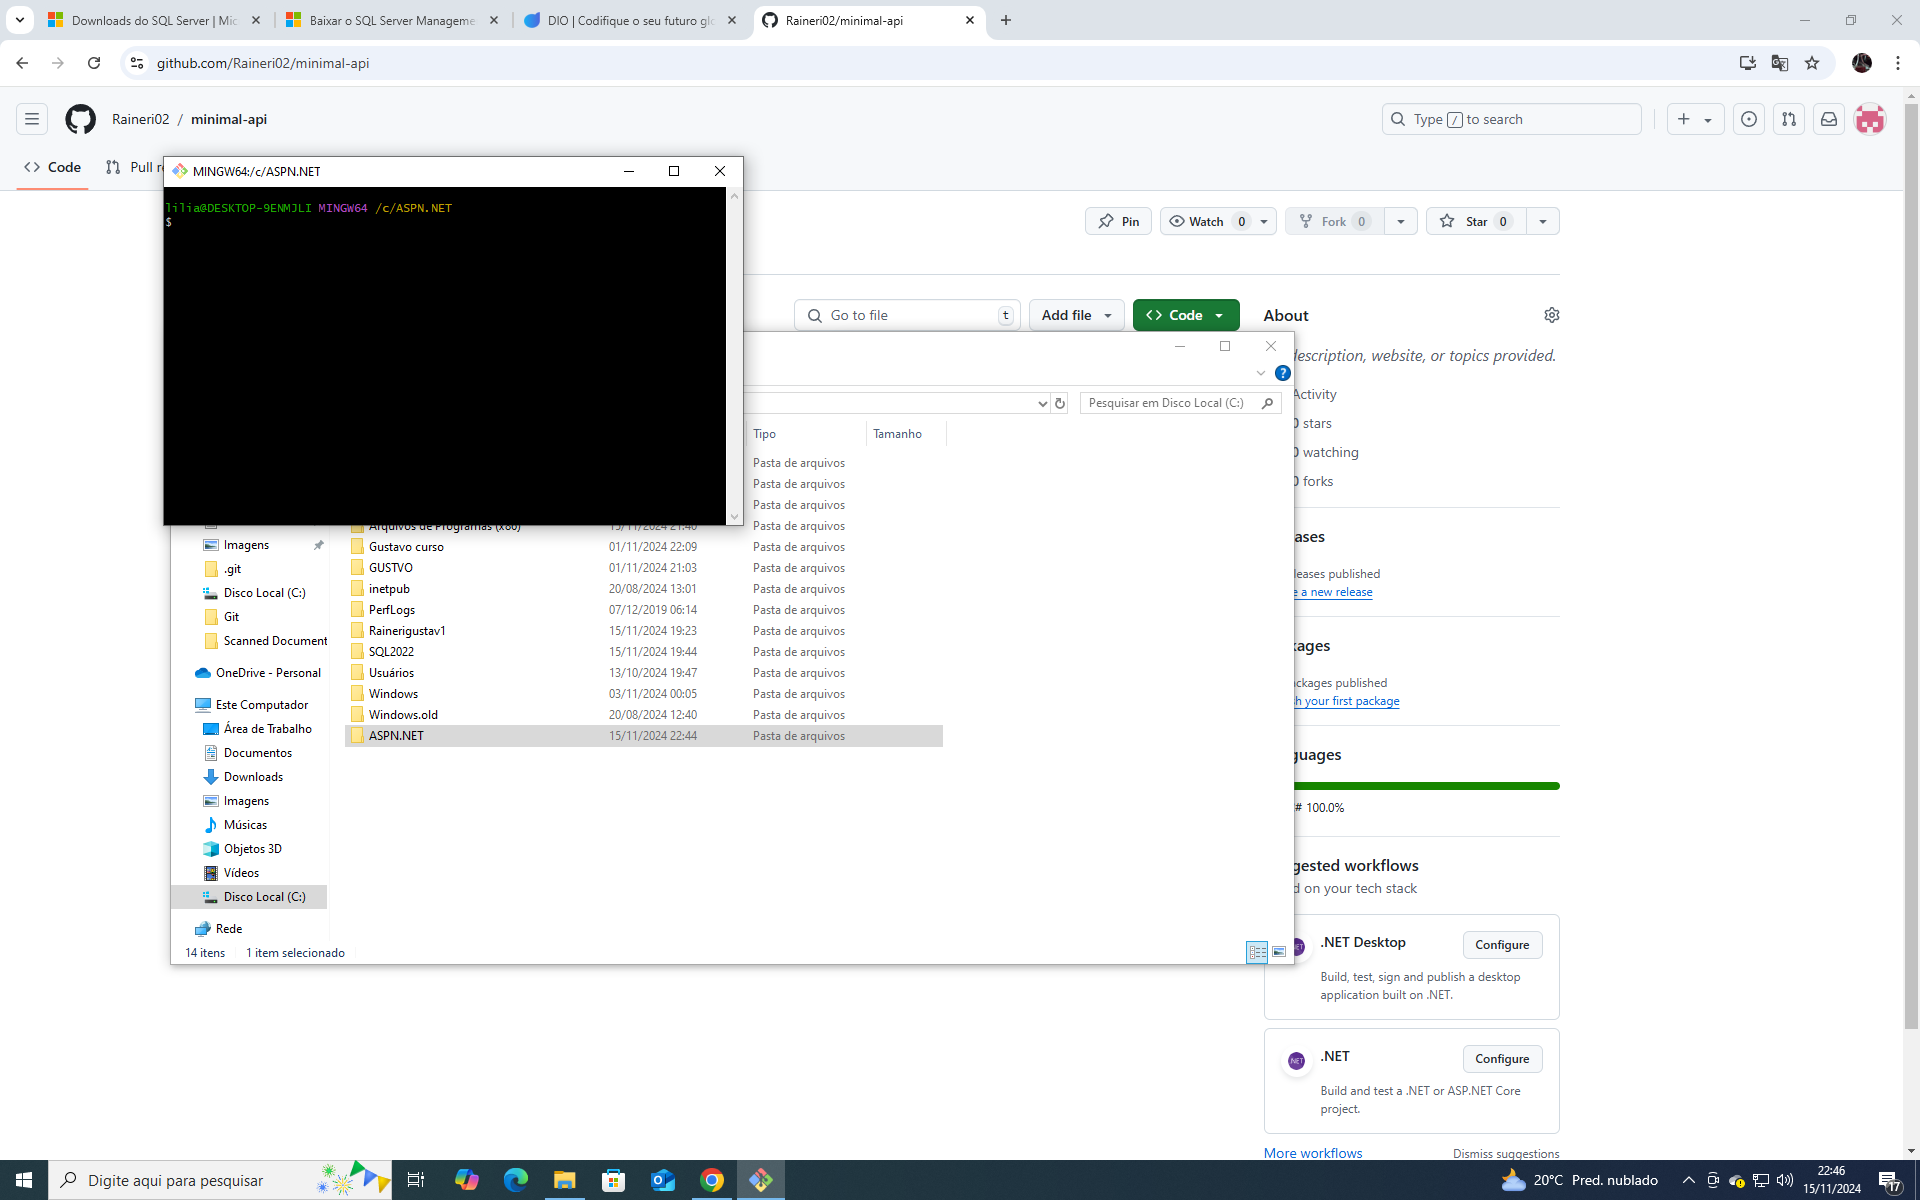 Downloads do SQL Server | Mic
Baixar o SQL Server Manageme
DIO | Codifique o seu futuro glo
Raineri02/minimal-api
github.com/Raineri02/minimal-api
Raineri02 / minimal-api
Type / to search
Code
Pull r
MINGW64:/c/ASPN.NET
lilia@DESKTOP-9ENMJLI MINGW64 /c/ASPN.NET
$
Pin
Watch 0
Fork 0
Star 0
Go to file
t
Add file
Code
About
description, website, or topics provided.
Activity
0 stars
0 watching
0 forks
Pesquisar em Disco Local (C:)
Tipo
Tamanho
Pasta de arquivos
Pasta de arquivos
Pasta de arquivos
Arquivos de Programas (x86) 15/11/2024 21:40 Pasta de arquivos
Gustavo curso 01/11/2024 22:09 Pasta de arquivos
GUSTVO 01/11/2024 21:03 Pasta de arquivos
inetpub 20/08/2024 13:01 Pasta de arquivos
PerfLogs 07/12/2019 06:14 Pasta de arquivos
Rainerigustav1 15/11/2024 19:23 Pasta de arquivos
SQL2022 15/11/2024 19:44 Pasta de arquivos
Usuários 13/10/2024 19:47 Pasta de arquivos
Windows 03/11/2024 00:05 Pasta de arquivos
Windows.old 20/08/2024 12:40 Pasta de arquivos
ASPN.NET 15/11/2024 22:44 Pasta de arquivos
Imagens
.git
Disco Local (C:)
Git
Scanned Document
OneDrive - Personal
Este Computador
Área de Trabalho
Documentos
Downloads
Imagens
Músicas
Objetos 3D
Vídeos
Disco Local (C:)
Rede
14 itens
1 item selecionado
ases
leases published
e a new release
kages
ckages published
sh your first package
guages
# 100.0%
gested workflows
d on your tech stack
.NET Desktop
Configure
Build, test, sign and publish a desktop
application built on .NET.
.NET
Configure
Build and test a .NET or ASP.NET Core
project.
More workflows
Dismiss suggestions
Digite aqui para pesquisar
20°C Pred. nublado
22:46
15/11/2024
17